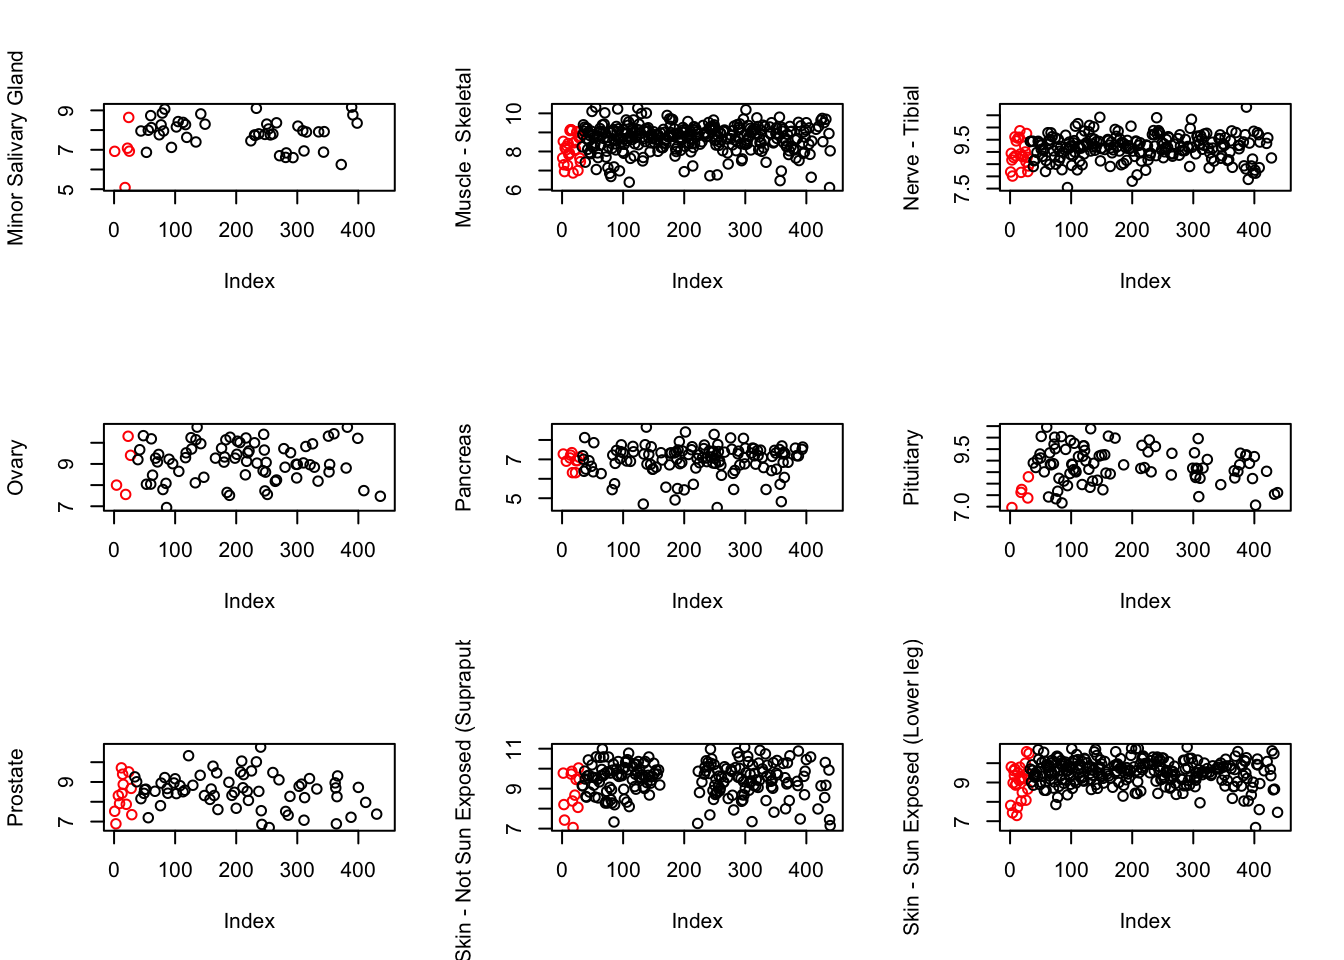 Minor Salivary Gland
5 7 9
0 100 200 300 400
Index
Muscle - Skeletal
6 8 10
0 100 200 300 400
Index
Nerve - Tibial
7.5 9.5
0 100 200 300 400
Index
Ovary
7 9
0 100 200 300 400
Index
Pancreas
5 7
0 100 200 300 400
Index
Pituitary
7.0 9.5
0 100 200 300 400
Index
Prostate
7 9
0 100 200 300 400
Index
Skin - Not Sun Exposed (Suprapub
7 9 11
0 100 200 300 400
Index
Skin - Sun Exposed (Lower leg)
7 9
0 100 200 300 400
Index